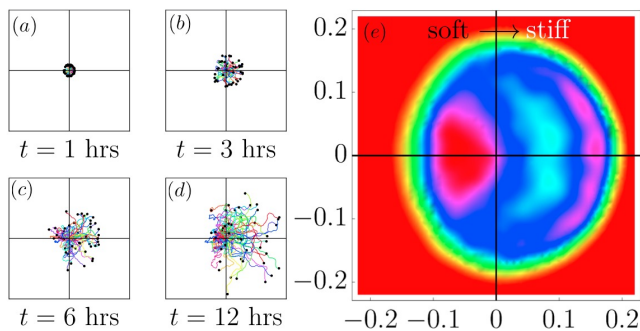 (a)
(b)
t = 1 hrs
t = 3 hrs
(c)
(d)
t = 6 hrs
t = 12 hrs
(e)
soft → stiff
0.2
0.1
0
−0.1
−0.2
−0.2 −0.1 0 0.1 0.2